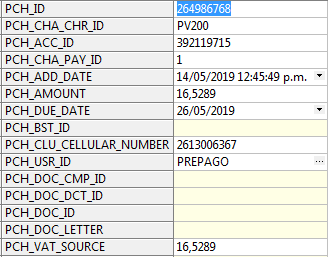 PCH_ID 264986768
PCH_CHA_CHR_ID PV200
PCH_ACC_ID 392119715
PCH_CHA_PAY_ID 1
PCH_ADD_DATE 14/05/2019 12:45:49 p.m.
PCH_AMOUNT 16,5289
PCH_DUE_DATE 26/05/2019
PCH_BST_ID
PCH_CLU_CELLULAR_NUMBER 2613006367
PCH_USR_ID PREPAGO ...
PCH_DOC_CMP_ID
PCH_DOC_DCT_ID
PCH_DOC_ID
PCH_DOC_LETTER
PCH_VAT_SOURCE 16,5289